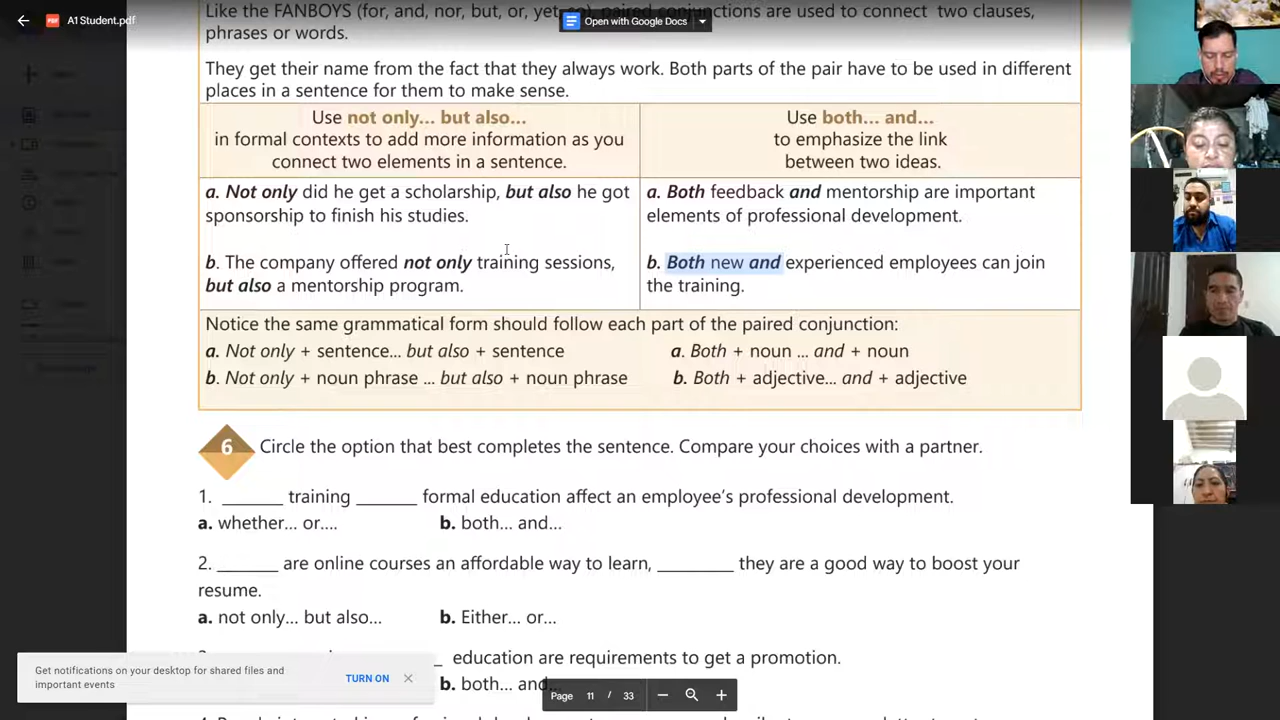 A1 Student.pdf
Open with Google Docs
Like the FANBOYS (for, and, nor, but, or, yet, so), paired conjunctions are used to connect two clauses,
phrases or words.
They get their name from the fact that they always work. Both parts of the pair have to be used in different
places in a sentence for them to make sense.
Use not only... but also...
in formal contexts to add more information as you
connect two elements in a sentence.
Use both... and...
to emphasize the link
between two ideas.
a. Not only did he get a scholarship, but also he got
sponsorship to finish his studies.
b. The company offered not only training sessions,
but also a mentorship program.
a. Both feedback and mentorship are important
elements of professional development.
b. Both new and experienced employees can join
the training.
Notice the same grammatical form should follow each part of the paired conjunction:
a. Not only + sentence... but also + sentence
b. Not only + noun phrase ... but also + noun phrase
a. Both + noun ... and + noun
b. Both + adjective... and + adjective
6 Circle the option that best completes the sentence. Compare your choices with a partner.
1. ______ training ______ formal education affect an employee's professional development.
a. whether... or.... b. both... and...
2. ______ are online courses an affordable way to learn, ________ they are a good way to boost your
resume.
a. not only... but also... b. Either... or...
education are requirements to get a promotion.
b. both... and
Get notifications on your desktop for shared files and
important events
TURN ON
Page 11 / 33